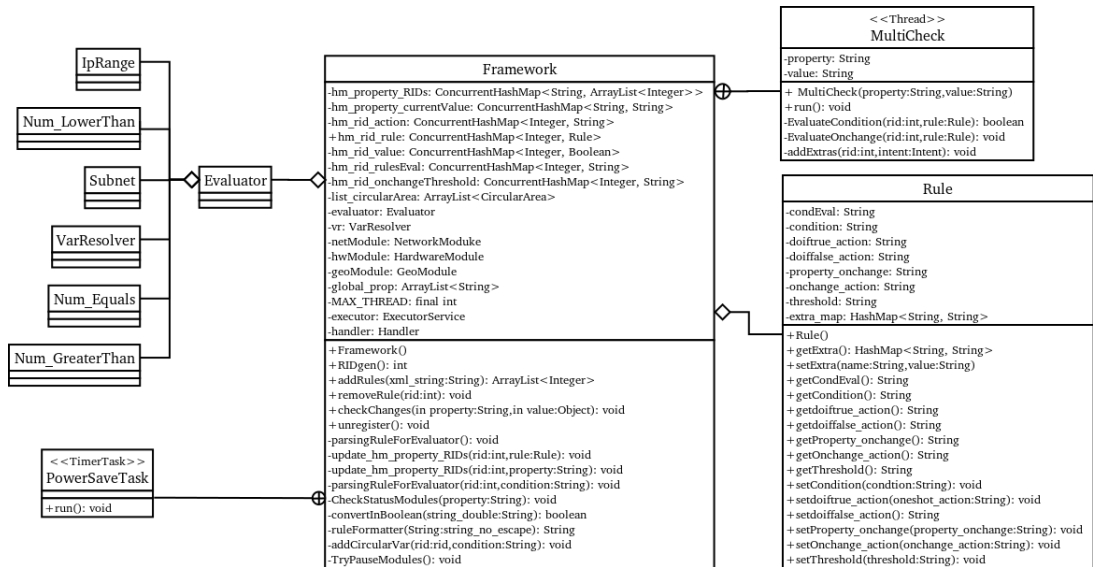 IpRange
Num_LowerThan
Subnet
VarResolver
Num_Equals
Num_GreaterThan
Evaluator
<<TimerTask>>
PowerSaveTask
+run(): void
Framework
-hm_property_RIDs: ConcurrentHashMap<String, ArrayList<Integer>>
-hm_property_currentValue: ConcurrentHashMap<String, String>
-hm_rid_action: ConcurrentHashMap<Integer, String>
+hm_rid_rule: ConcurrentHashMap<Integer, Rule>
-hm_rid_value: ConcurrentHashMap<Integer, Boolean>
-hm_rid_rulesEval: ConcurrentHashMap<Integer, String>
-hm_rid_onchangeThreshold: ConcurrentHashMap<Integer, String>
-list_circularArea: ArrayList<CircularArea>
-evaluator: Evaluator
-vr: VarResolver
-netModule: NetworkModuke
-hwModule: HardwareModule
-geoModule: GeoModule
-global_prop: ArrayList<String>
-MAX_THREAD: final int
-executor: ExecutorService
-handler: Handler
+Framework()
+RIDgen(): int
+addRules(xml_string:String): ArrayList<Integer>
+removeRule(rid:int): void
+checkChanges(in property:String,in value:Object): void
+unregister(): void
-parsingRuleForEvaluator(): void
-update_hm_property_RIDs(rid:int,rule:Rule): void
-update_hm_property_RIDs(rid:int,property:String): void
-parsingRuleForEvaluator(rid:int,condition:String): void
-CheckStatusModules(property:String): void
-convertInBoolean(string_double:String): boolean
-ruleFormatter(String:string_no_escape): String
-addCircularVar(rid:rid,condition:String): void
-TryPauseModules(): void
<<Thread>>
MultiCheck
-property: String
-value: String
+ MultiCheck(property:String,value:String)
+run(): void
-EvaluateCondition(rid:int,rule:Rule): boolean
-EvaluateOnchange(rid:int,rule:Rule): void
-addExtras(rid:int,intent:Intent): void
Rule
-condEval: String
-condition: String
-doiftrue_action: String
-doiffalse_action: String
-property_onchange: String
-onchange_action: String
-threshold: String
-extra_map: HashMap<String, String>
+Rule()
+getExtra(): HashMap<String, String>
+setExtra(name:String,value:String)
+getCondEval(): String
+getCondition(): String
+getdoiftrue_action(): String
+getdoiffalse_action(): String
+getProperty_onchange(): String
+getOnchange_action(): String
+getThreshold(): String
+setCondition(condtion:String): void
+setdoiftrue_action(oneshot_action:String): void
+setdoiffalse_action(): String
+setProperty_onchange(property_onchange:String): void
+setOnchange_action(onchange_action:String): void
+setThreshold(threshold:String): void